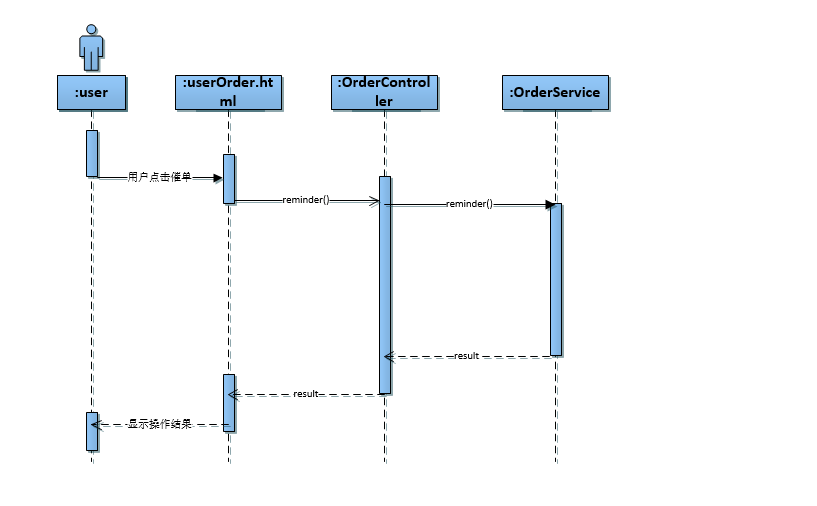 :user
:userOrder.ht
ml
:OrderControl
ler
:OrderService
用户点击催单
reminder()
reminder()
result
result
显示操作结果